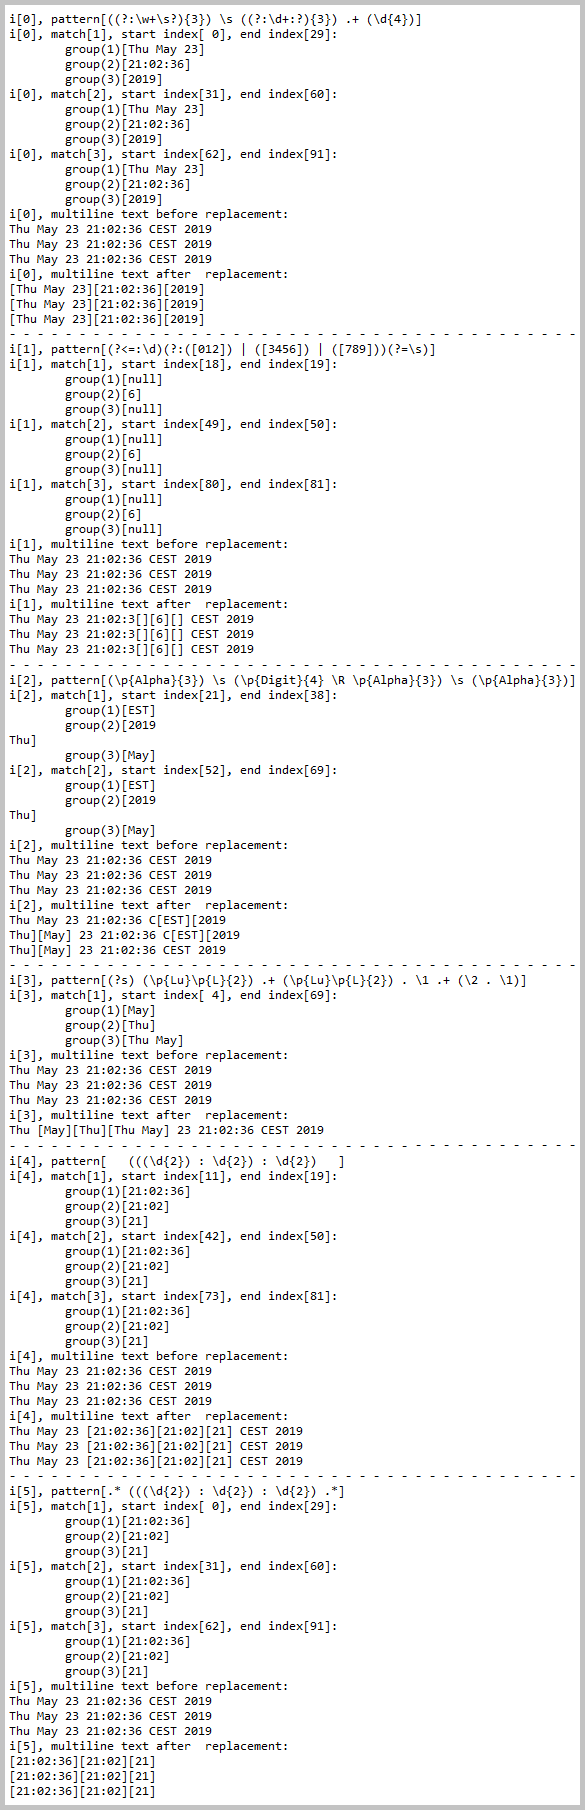 i[0], pattern[((?:\w+\s?){3}) \s ((?:\d+:?){3}) .+ (\d{4})]
i[0], match[1], start index[ 0], end index[29]:
        group(1)[Thu May 23]
        group(2)[21:02:36]
        group(3)[2019]
i[0], match[2], start index[31], end index[60]:
        group(1)[Thu May 23]
        group(2)[21:02:36]
        group(3)[2019]
i[0], match[3], start index[62], end index[91]:
        group(1)[Thu May 23]
        group(2)[21:02:36]
        group(3)[2019]
i[0], multiline text before replacement:
Thu May 23 21:02:36 CEST 2019
Thu May 23 21:02:36 CEST 2019
Thu May 23 21:02:36 CEST 2019
i[0], multiline text after  replacement:
[Thu May 23][21:02:36][2019]
[Thu May 23][21:02:36][2019]
[Thu May 23][21:02:36][2019]
- - - - - - - - - - - - - - - - - - - - - - - - - - - - - - - - - - - - - - - - -
i[1], pattern[(?<=:\d)(?:([012]) | ([3456]) | ([789]))(?=\s)]
i[1], match[1], start index[18], end index[19]:
        group(1)[null]
        group(2)[6]
        group(3)[null]
i[1], match[2], start index[49], end index[50]:
        group(1)[null]
        group(2)[6]
        group(3)[null]
i[1], match[3], start index[80], end index[81]:
        group(1)[null]
        group(2)[6]
        group(3)[null]
i[1], multiline text before replacement:
Thu May 23 21:02:36 CEST 2019
Thu May 23 21:02:36 CEST 2019
Thu May 23 21:02:36 CEST 2019
i[1], multiline text after  replacement:
Thu May 23 21:02:3[][6][] CEST 2019
Thu May 23 21:02:3[][6][] CEST 2019
Thu May 23 21:02:3[][6][] CEST 2019
- - - - - - - - - - - - - - - - - - - - - - - - - - - - - - - - - - - - - - - - -
i[2], pattern[(\p{Alpha}{3}) \s (\p{Digit}{4} \R \p{Alpha}{3}) \s (\p{Alpha}{3})]
i[2], match[1], start index[21], end index[38]:
        group(1)[EST]
        group(2)[2019
Thu]
        group(3)[May]
i[2], match[2], start index[52], end index[69]:
        group(1)[EST]
        group(2)[2019
Thu]
        group(3)[May]
i[2], multiline text before replacement:
Thu May 23 21:02:36 CEST 2019
Thu May 23 21:02:36 CEST 2019
Thu May 23 21:02:36 CEST 2019
i[2], multiline text after  replacement:
Thu May 23 21:02:36 C[EST][2019
Thu][May] 23 21:02:36 C[EST][2019
Thu][May] 23 21:02:36 CEST 2019
- - - - - - - - - - - - - - - - - - - - - - - - - - - - - - - - - - - - - - - - -
i[3], pattern[(?s) (\p{Lu}\p{L}{2}) .+ (\p{Lu}\p{L}{2}) . \1 .+ (\2 . \1)]
i[3], match[1], start index[ 4], end index[69]:
        group(1)[May]
        group(2)[Thu]
        group(3)[Thu May]
i[3], multiline text before replacement:
Thu May 23 21:02:36 CEST 2019
Thu May 23 21:02:36 CEST 2019
Thu May 23 21:02:36 CEST 2019
i[3], multiline text after  replacement:
Thu [May][Thu][Thu May] 23 21:02:36 CEST 2019
- - - - - - - - - - - - - - - - - - - - - - - - - - - - - - - - - - - - - - - - -
i[4], pattern[   (((\d{2}) : \d{2}) : \d{2})   ]
i[4], match[1], start index[11], end index[19]:
        group(1)[21:02:36]
        group(2)[21:02]
        group(3)[21]
i[4], match[2], start index[42], end index[50]:
        group(1)[21:02:36]
        group(2)[21:02]
        group(3)[21]
i[4], match[3], start index[73], end index[81]:
        group(1)[21:02:36]
        group(2)[21:02]
        group(3)[21]
i[4], multiline text before replacement:
Thu May 23 21:02:36 CEST 2019
Thu May 23 21:02:36 CEST 2019
Thu May 23 21:02:36 CEST 2019
i[4], multiline text after  replacement:
Thu May 23 [21:02:36][21:02][21] CEST 2019
Thu May 23 [21:02:36][21:02][21] CEST 2019
Thu May 23 [21:02:36][21:02][21] CEST 2019
- - - - - - - - - - - - - - - - - - - - - - - - - - - - - - - - - - - - - - - - -
i[5], pattern[.* (((\d{2}) : \d{2}) : \d{2}) .*]
i[5], match[1], start index[ 0], end index[29]:
        group(1)[21:02:36]
        group(2)[21:02]
        group(3)[21]
i[5], match[2], start index[31], end index[60]:
        group(1)[21:02:36]
        group(2)[21:02]
        group(3)[21]
i[5], match[3], start index[62], end index[91]:
        group(1)[21:02:36]
        group(2)[21:02]
        group(3)[21]
i[5], multiline text before replacement:
Thu May 23 21:02:36 CEST 2019
Thu May 23 21:02:36 CEST 2019
Thu May 23 21:02:36 CEST 2019
i[5], multiline text after  replacement:
[21:02:36][21:02][21]
[21:02:36][21:02][21]
[21:02:36][21:02][21]